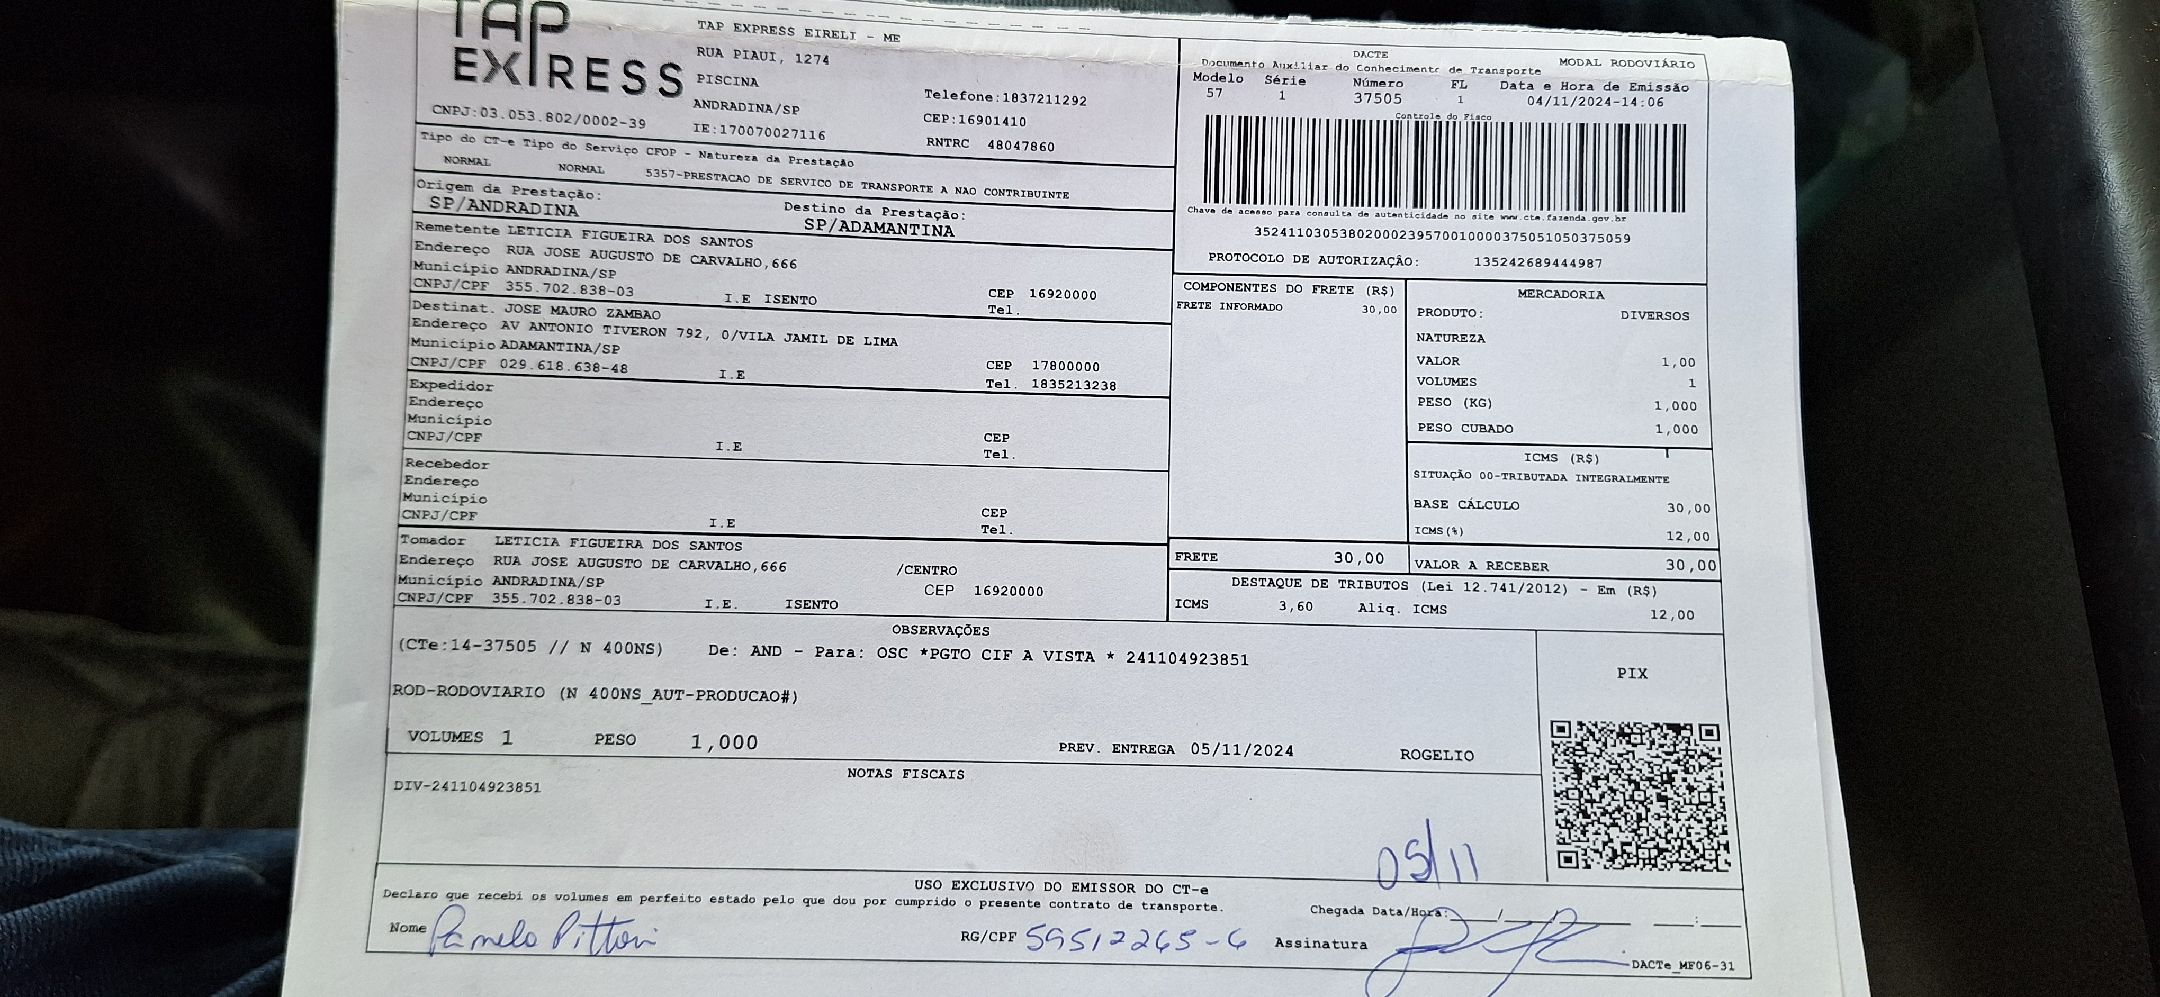 TAP EXPRESS
TAP EXPRESS EIRELI - ME
RUA PIAUI, 1274
PISCINA
ANDRADINA/SP
IE:170070027116
Telefone:1837211292
CEP:16901410
RNTRC 48047860
CNPJ:03.053.802/0002-39
Tipo do CT-e Tipo do Serviço CFOP - Natureza da Prestação
NORMAL NORMAL 5357-PRESTACAO DE SERVICO DE TRANSPORTE A NAO CONTRIBUINTE
Origem da Prestação:
SP/ANDRADINA
Destino da Prestação:
SP/ADAMANTINA
DACTE
Documento Auxiliar do Conhecimento de Transporte
MODAL RODOVIÁRIO
Modelo Série Número FL Data e Hora de Emissão
57 1 37505 1 04/11/2024-14:06
Controle do Fisco
Chave de acesso para consulta de autenticidade no site www.cte.fazenda.gov.br
35241103053802000239570010000375051050375059
PROTOCOLO DE AUTORIZAÇÃO: 135242689444987
Remetente LETICIA FIGUEIRA DOS SANTOS
Endereço RUA JOSE AUGUSTO DE CARVALHO,666
Município ANDRADINA/SP
CNPJ/CPF 355.702.838-03 I.E ISENTO CEP 16920000
Tel.
Destinat. JOSE MAURO ZAMBAO
Endereço AV ANTONIO TIVERON 792, 0/VILA JAMIL DE LIMA
Município ADAMANTINA/SP
CNPJ/CPF 029.618.638-48 I.E CEP 17800000
Tel. 1835213238
Expedidor
Endereço
Município
CNPJ/CPF I.E CEP
Tel.
Recebedor
Endereço
Município
CNPJ/CPF I.E CEP
Tel.
Tomador LETICIA FIGUEIRA DOS SANTOS
Endereço RUA JOSE AUGUSTO DE CARVALHO,666 /CENTRO
Município ANDRADINA/SP CEP 16920000
CNPJ/CPF 355.702.838-03 I.E. ISENTO
COMPONENTES DO FRETE (R$)
FRETE INFORMADO 30,00
MERCADORIA
PRODUTO: DIVERSOS
NATUREZA
VALOR 1,00
VOLUMES 1
PESO (KG) 1,000
PESO CUBADO 1,000
ICMS (R$)
SITUAÇÃO 00-TRIBUTADA INTEGRALMENTE
BASE CÁLCULO 30,00
ICMS(%) 12,00
FRETE 30,00
VALOR A RECEBER 30,00
DESTAQUE DE TRIBUTOS (Lei 12.741/2012) - Em (R$)
ICMS 3,60 Aliq. ICMS 12,00
OBSERVAÇÕES
(CTe:14-37505 // N 400NS) De: AND - Para: OSC *PGTO CIF A VISTA * 241104923851
ROD-RODOVIARIO (N 400NS_AUT-PRODUCAO#)
VOLUMES 1 PESO 1,000 PREV. ENTREGA 05/11/2024 ROGELIO
PIX
NOTAS FISCAIS
DIV-241104923851
05/11
USO EXCLUSIVO DO EMISSOR DO CT-e
Declaro que recebi os volumes em perfeito estado pelo que dou por cumprido o presente contrato de transporte.
Chegada Data/Hora:__/__/__ __:__
Nome Pamela Pittori RG/CPF 59512265-6 Assinatura
DACTe_MF06-31